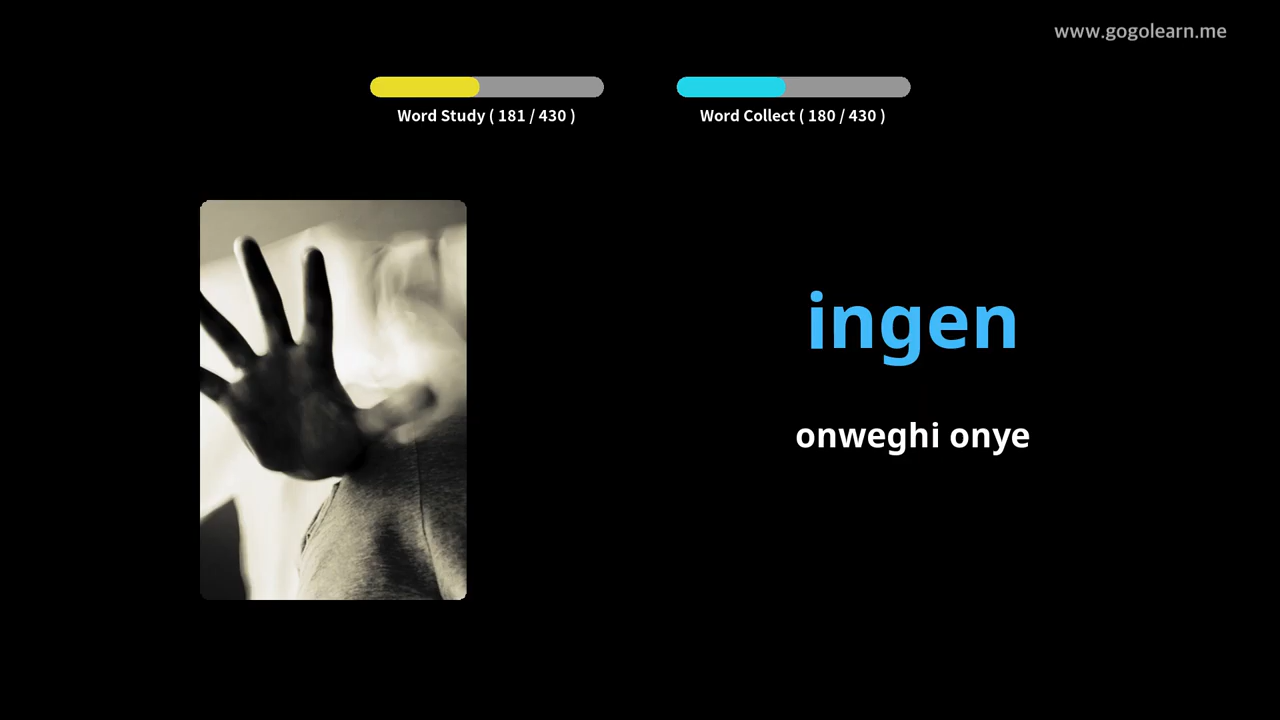 www.gogolearn.me
Word Study ( 181 / 430 )
Word Collect ( 180 / 430 )
ingen
onweghi onye